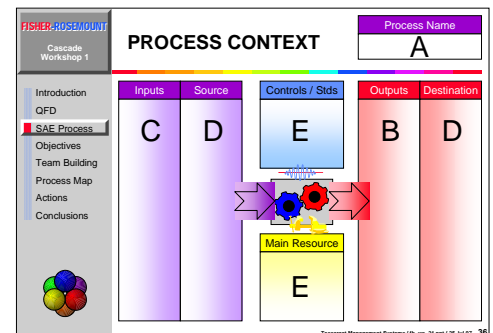 FISHER-ROSEMOUNT
Cascade
Workshop 1
PROCESS CONTEXT
Process Name
A
Introduction
QFD
SAE Process
Objectives
Team Building
Process Map
Actions
Conclusions
Inputs
Source
Controls / Stds
Outputs
Destination
C
D
E
B
D
Main Resource
E
36